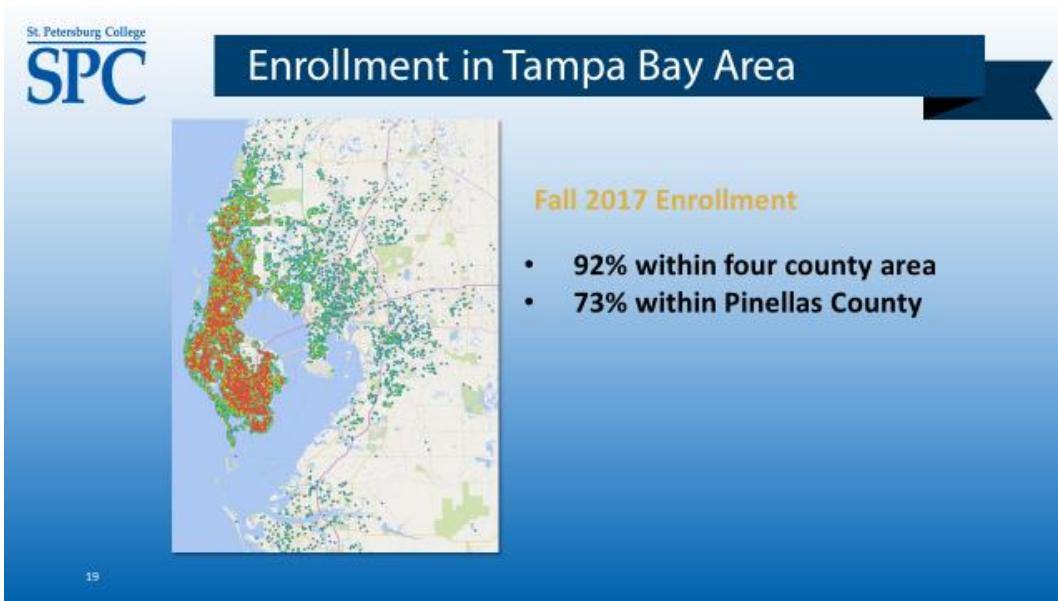 St. Petersburg College
SPC
Enrollment in Tampa Bay Area
Fall 2017 Enrollment
• 92% within four county area
• 73% within Pinellas County
19